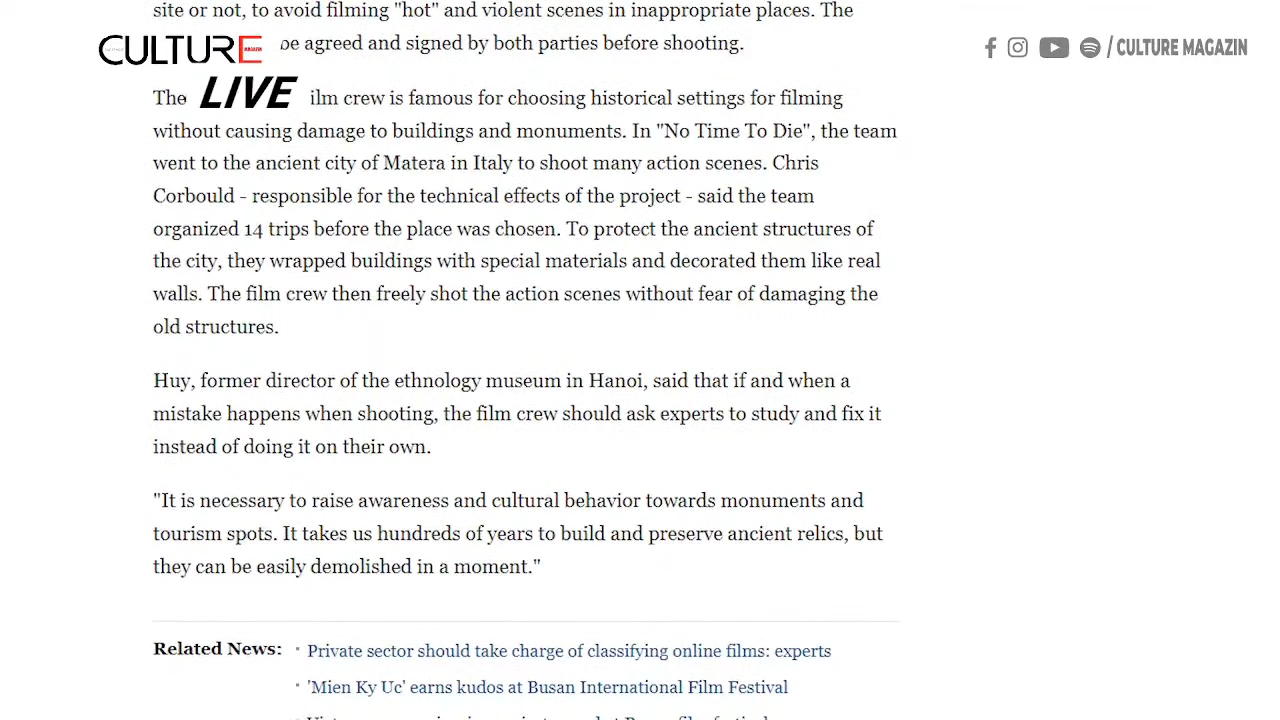 site or not, to avoid filming "hot" and violent scenes in inappropriate places. The
CULTURE
MAGAZIN
be agreed and signed by both parties before shooting.
/ CULTURE MAGAZIN
LIVE
The ilm crew is famous for choosing historical settings for filming
without causing damage to buildings and monuments. In "No Time To Die", the team
went to the ancient city of Matera in Italy to shoot many action scenes. Chris
Corbould - responsible for the technical effects of the project - said the team
organized 14 trips before the place was chosen. To protect the ancient structures of
the city, they wrapped buildings with special materials and decorated them like real
walls. The film crew then freely shot the action scenes without fear of damaging the
old structures.
Huy, former director of the ethnology museum in Hanoi, said that if and when a
mistake happens when shooting, the film crew should ask experts to study and fix it
instead of doing it on their own.
"It is necessary to raise awareness and cultural behavior towards monuments and
tourism spots. It takes us hundreds of years to build and preserve ancient relics, but
they can be easily demolished in a moment."
Related News: • Private sector should take charge of classifying online films: experts
• 'Mien Ky Uc' earns kudos at Busan International Film Festival